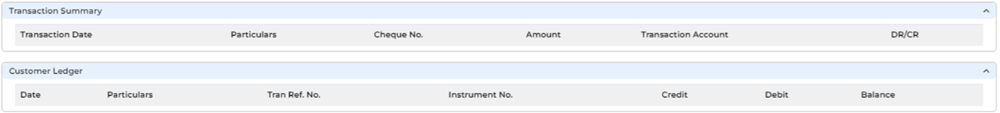 Transaction Summary
Transaction Date Particulars Cheque No. Amount Transaction Account DR/CR
Customer Ledger
Date Particulars Tran Ref. No. Instrument No. Credit Debit Balance